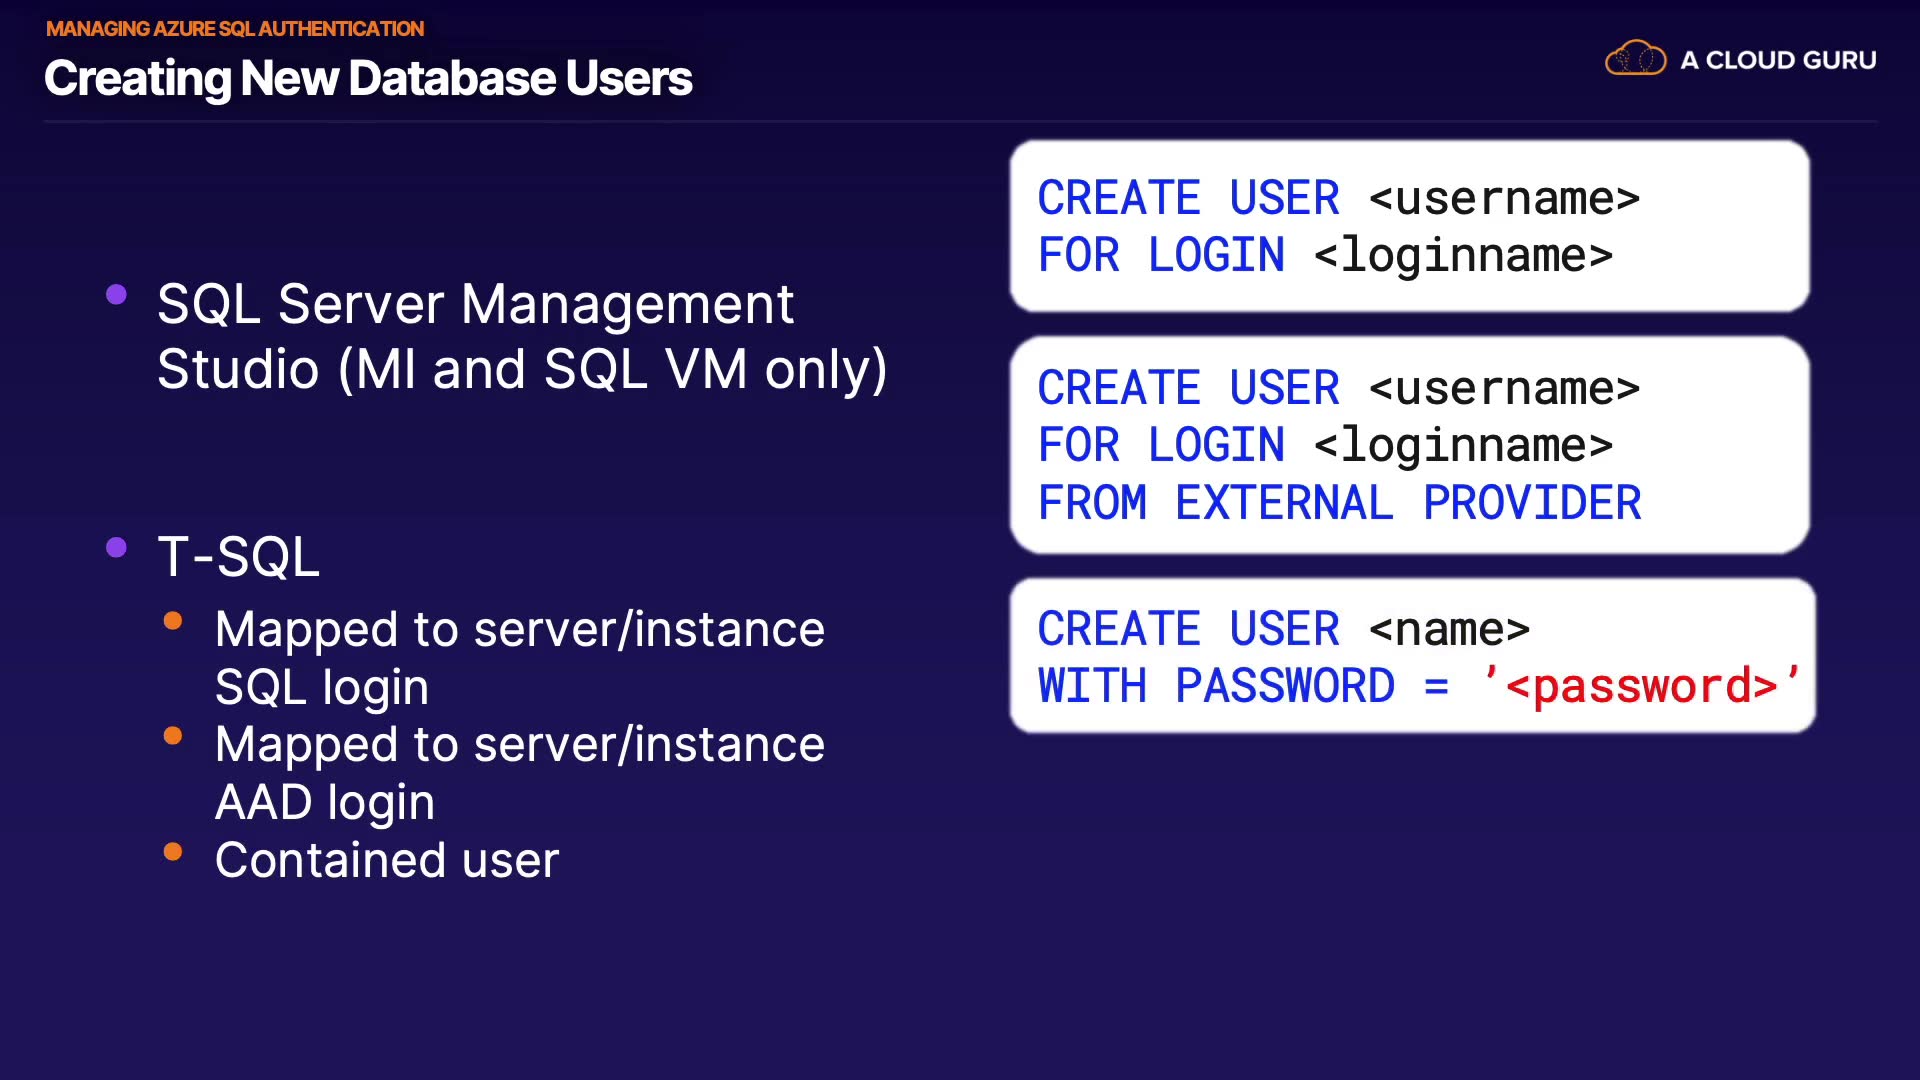 MANAGING AZURE SQL AUTHENTICATION
Creating New Database Users
A CLOUD GURU
SQL Server Management
Studio (MI and SQL VM only)
T-SQL
Mapped to server/instance
SQL login
Mapped to server/instance
AAD login
Contained user
CREATE USER <username>
FOR LOGIN <loginname>
CREATE USER <username>
FOR LOGIN <loginname>
FROM EXTERNAL PROVIDER
CREATE USER <name>
WITH PASSWORD = ’<password>’